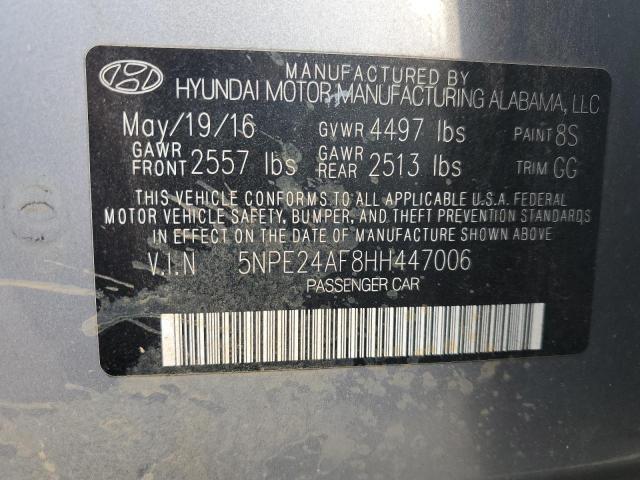 MANUFACTURED BY
HYUNDAI MOTOR MANUFACTURING ALABAMA, LLC
May/19/16 GVWR 4497 lbs PAINT 8S
GAWR FRONT 2557 lbs GAWR REAR 2513 lbs TRIM GG
THIS VEHICLE CONFORMS TO ALL APPLICABLE U.S.A. FEDERAL
MOTOR VEHICLE SAFETY, BUMPER, AND THEFT PREVENTION STANDARDS
IN EFFECT ON THE DATE OF MANUFACTURE SHOWN ABOVE.
V.I.N 5NPE24AF8HH447006
PASSENGER CAR